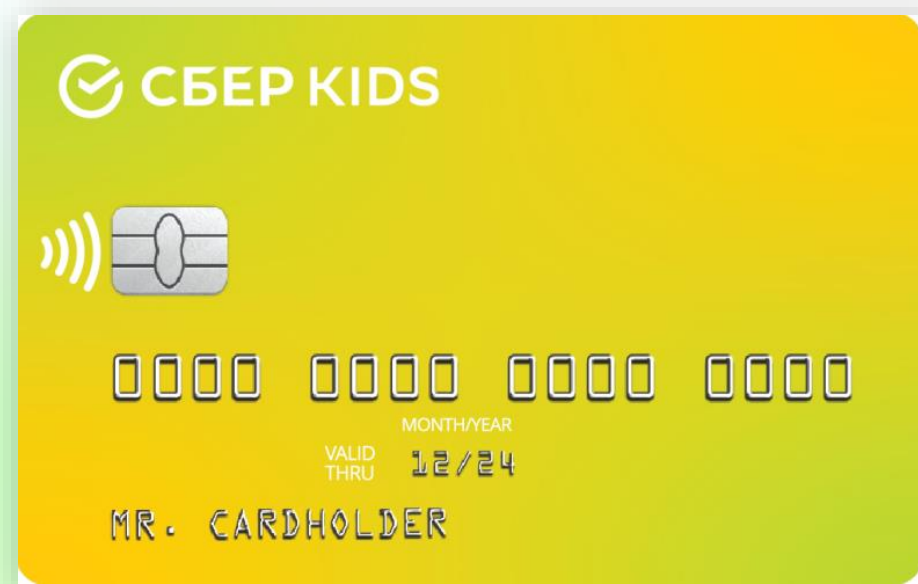 СБЕР KIDS
0000 0000 0000 0000
MONTH/YEAR
VALID THRU 12/24
MR. CARDHOLDER